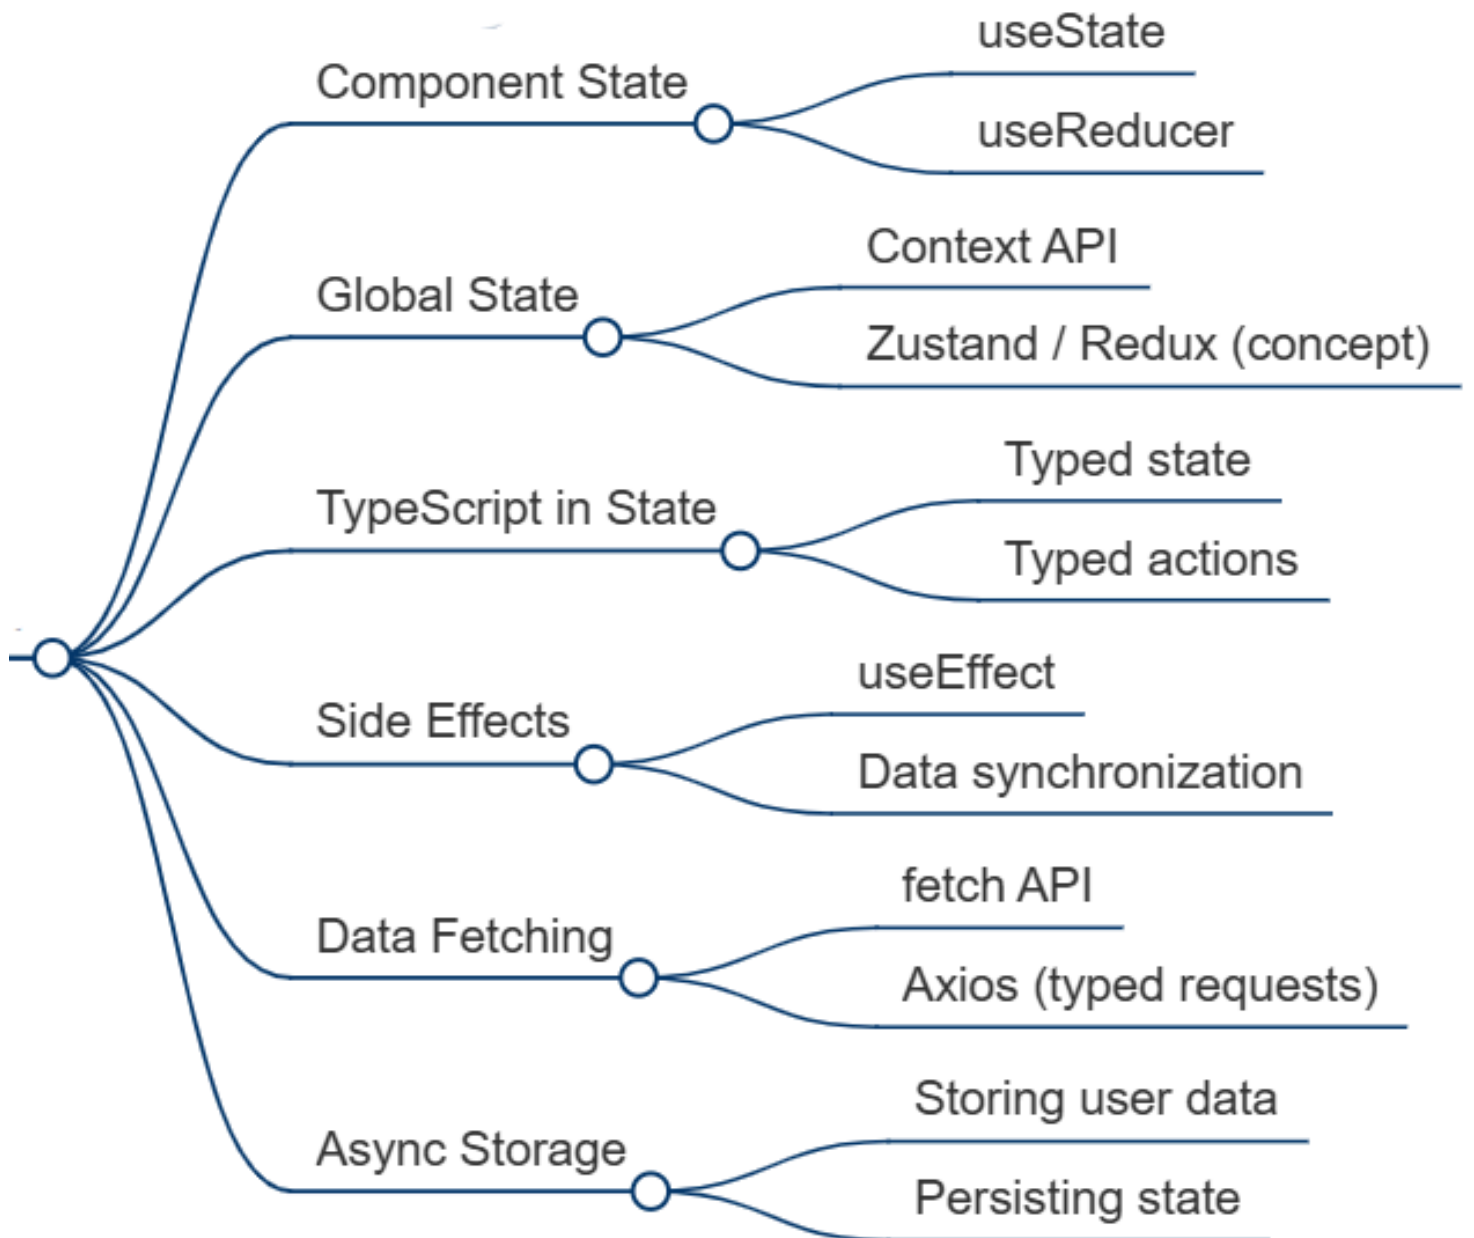 Component State
useState
useReducer
Global State
Context API
Zustand / Redux (concept)
TypeScript in State
Typed state
Typed actions
Side Effects
useEffect
Data synchronization
Data Fetching
fetch API
Axios (typed requests)
Async Storage
Storing user data
Persisting state